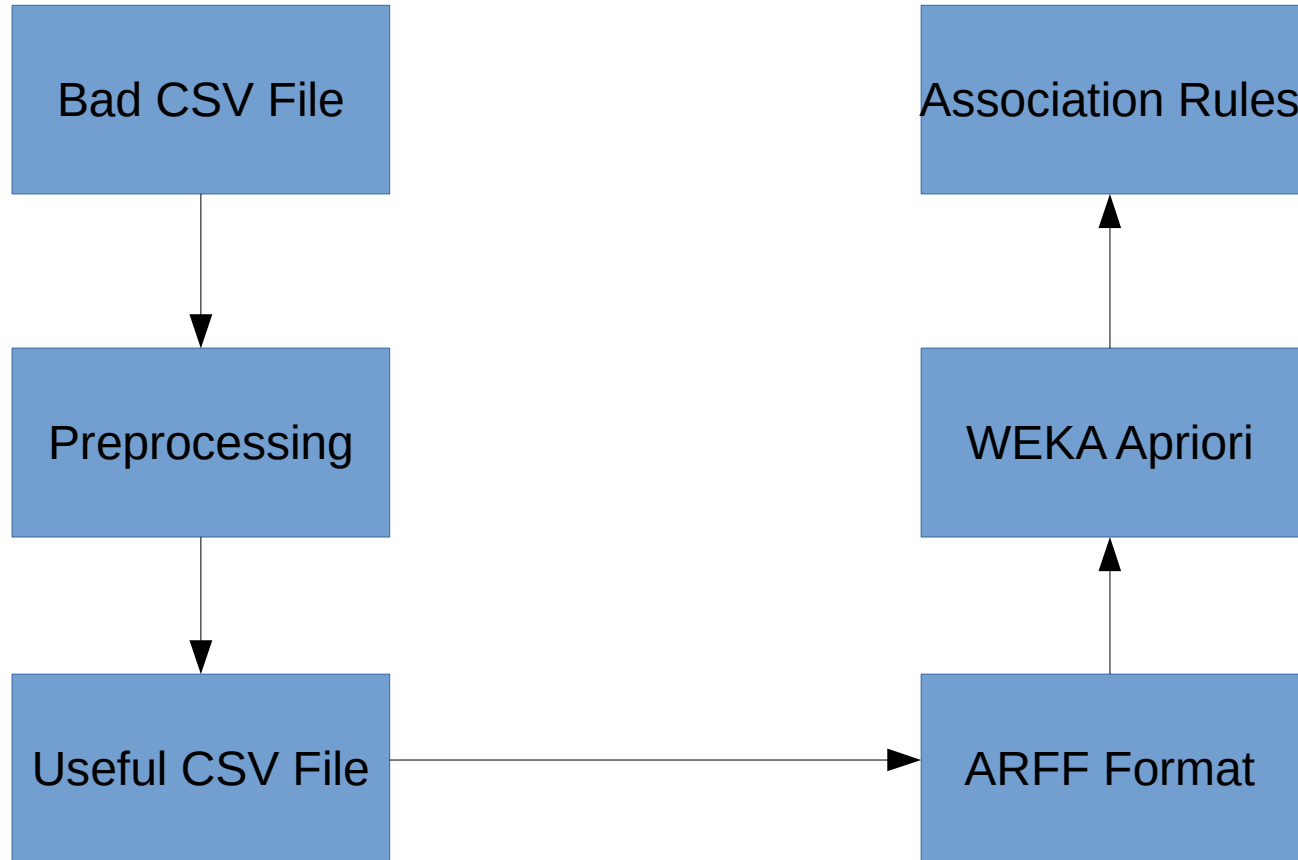 Bad CSV File
Association Rules
Preprocessing
WEKA Apriori
Useful CSV File
ARFF Format